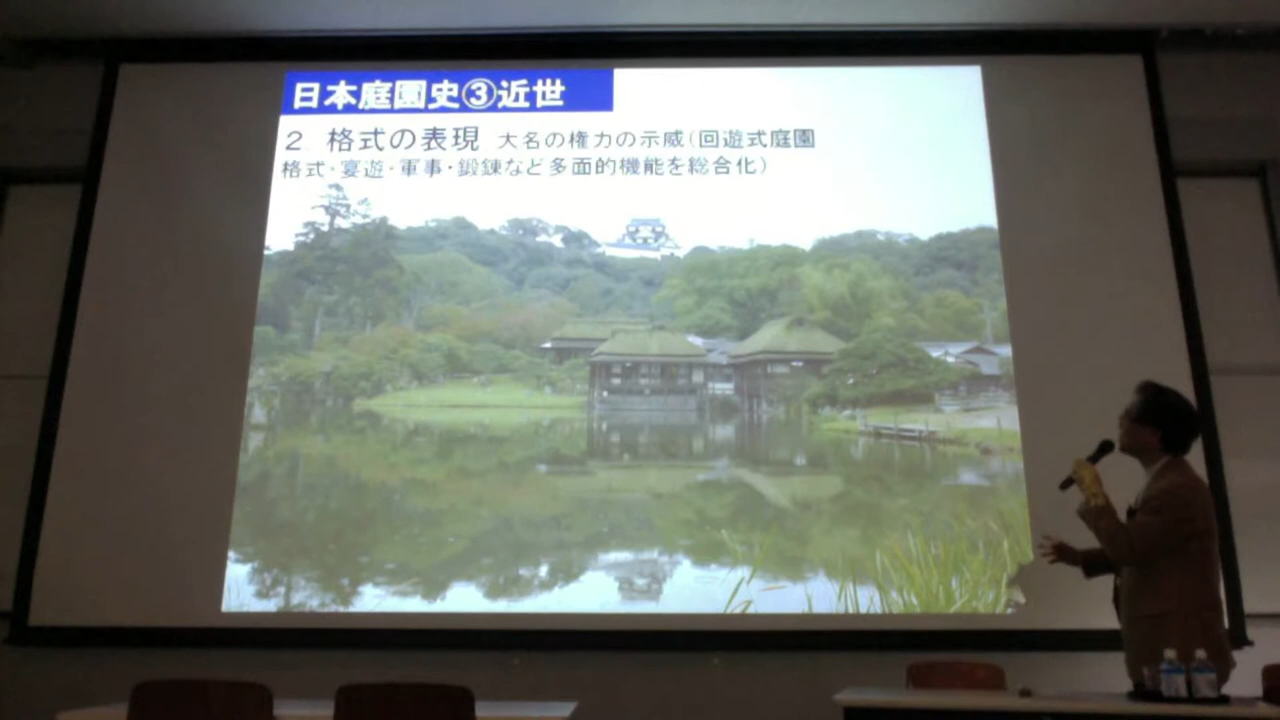 日本庭園史③近世
2 格式の表現 大名の権力の示威(回遊式庭園
格式・宴遊・軍事・鍛錬など多面的機能を総合化)